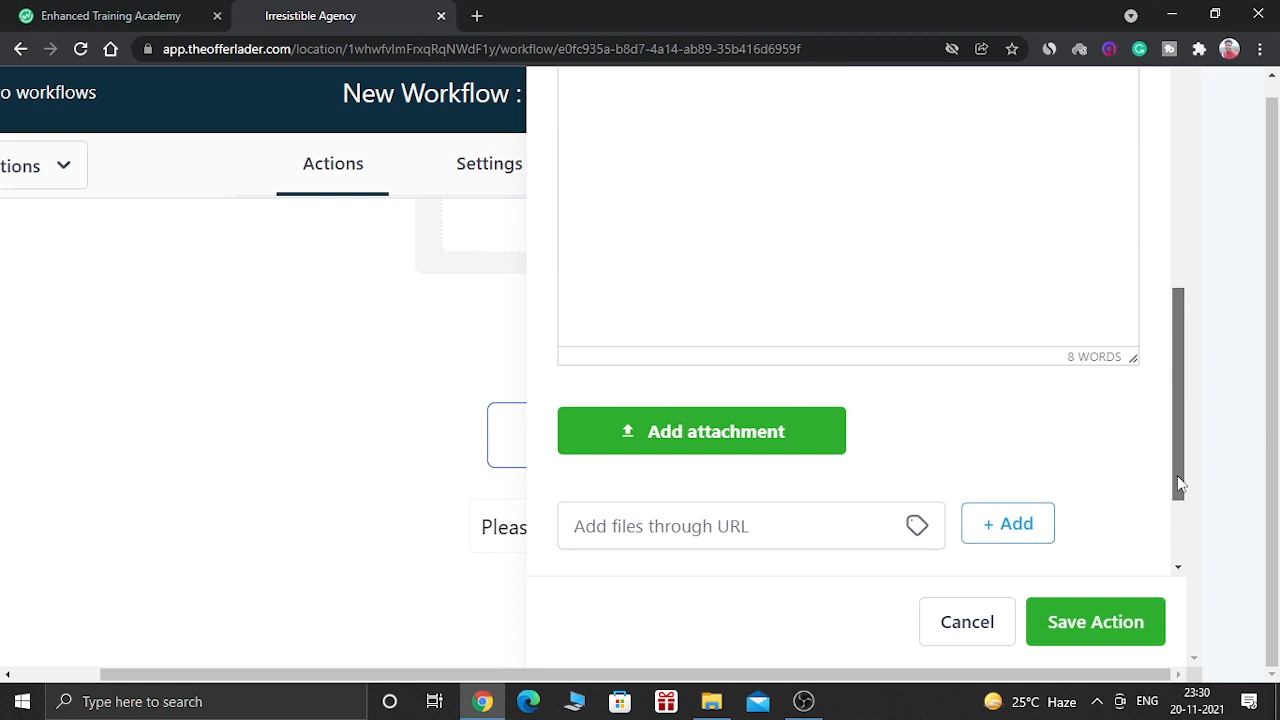 Enhanced Training Academy
Irresistible Agency
app.theofferlader.com/location/1whwfvlmFrxqRqNWdF1y/workflow/e0fc935a-b8d7-4a14-ab89-35b416d6959f
o workflows
New Workflow :
tions
Actions
Settings
8 WORDS
Add attachment
Pleas
Add files through URL
+ Add
Cancel
Save Action
Type here to search
25°C Haze
ENG
23:30
20-11-2021